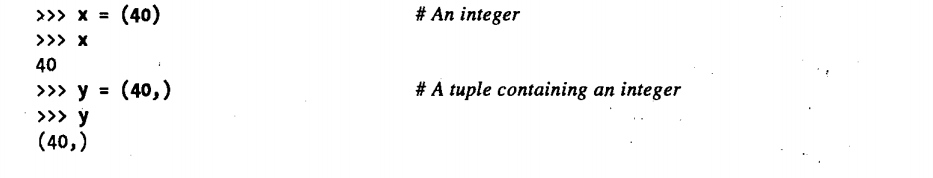 >>> x = (40)    # An integer
>>> x
40
>>> y = (40,)    # A tuple containing an integer
>>> y
(40,)